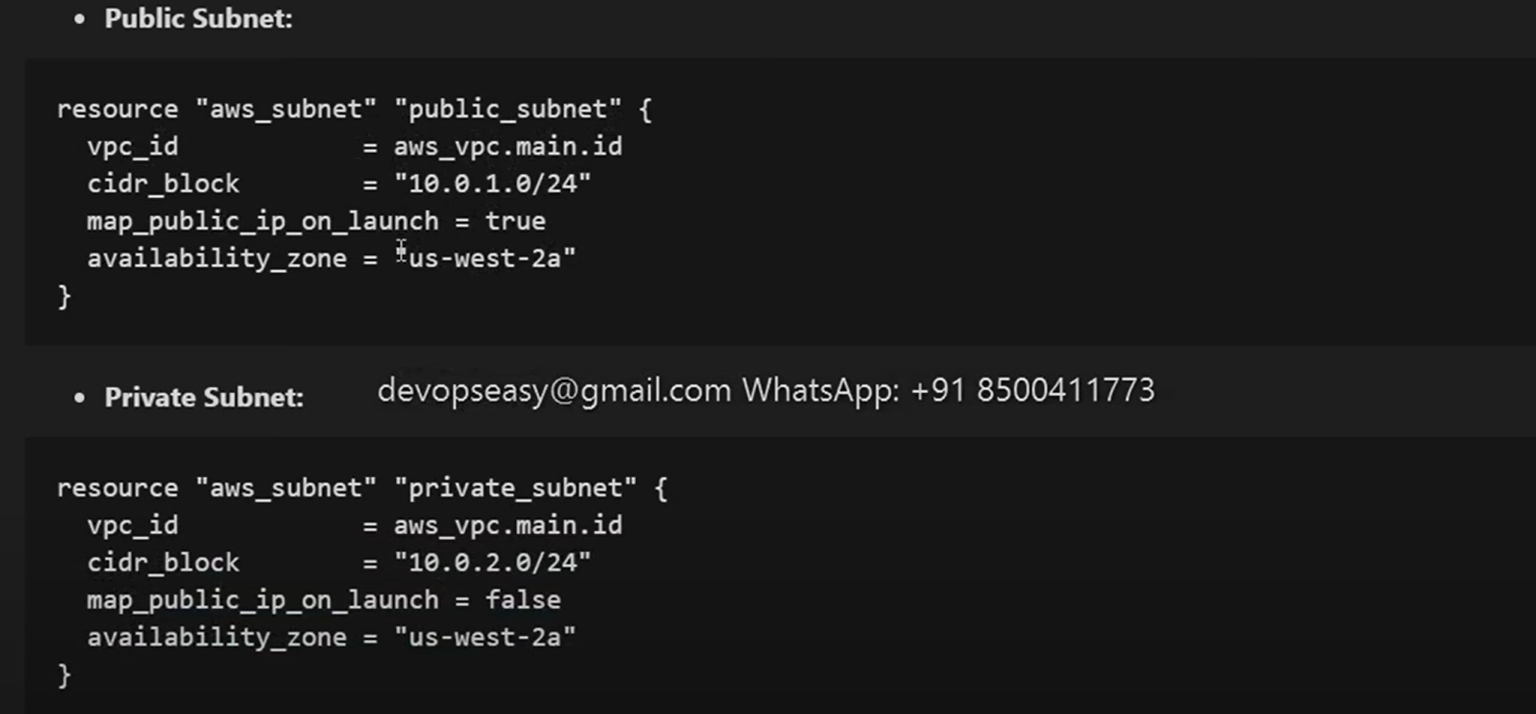 • Public Subnet:
resource "aws_subnet" "public_subnet" {
  vpc_id            = aws_vpc.main.id
  cidr_block        = "10.0.1.0/24"
  map_public_ip_on_launch = true
  availability_zone = "us-west-2a"
}
• Private Subnet: devopseasy@gmail.com WhatsApp: +91 8500411773
resource "aws_subnet" "private_subnet" {
  vpc_id            = aws_vpc.main.id
  cidr_block        = "10.0.2.0/24"
  map_public_ip_on_launch = false
  availability_zone = "us-west-2a"
}